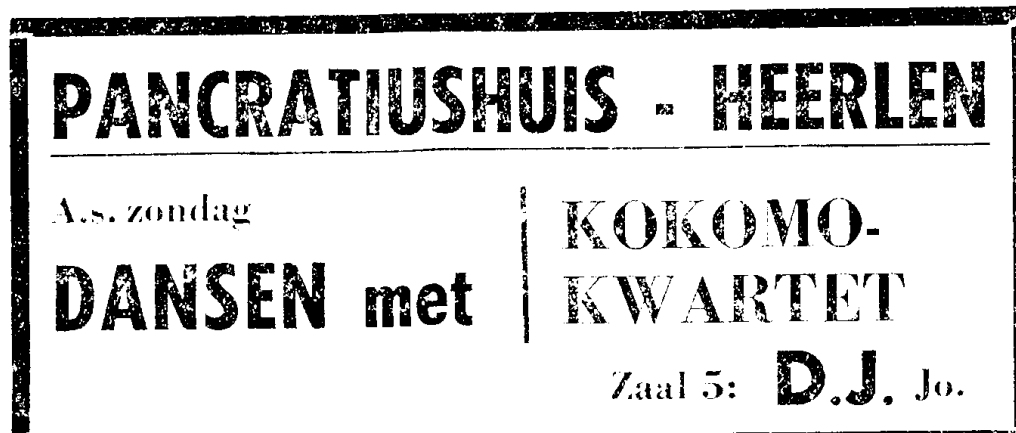 PANCRATIUSHUIS - HEERLEN
A.s. zondag
DANSEN met
KOKOMO-
KWARTET
Zaal 5: D.J. Jo.